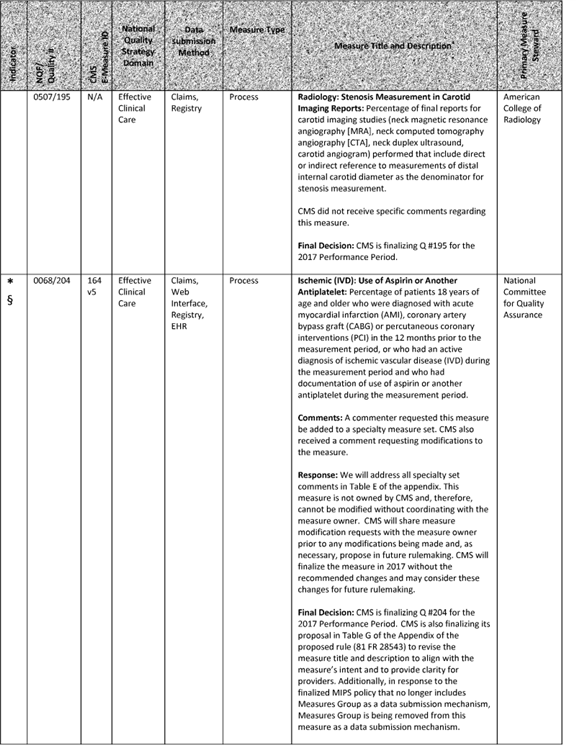 Indicator
NQF/
Quality #
CMS
E-Measure ID
National
Quality
Strategy
Domain
Data
submission
Method
Measure Type
Measure Title and Description
Primary Measure
Steward
0507/195
N/A
Effective
Clinical
Care
Claims,
Registry
Process
Radiology: Stenosis Measurement in Carotid
Imaging Reports: Percentage of final reports for
carotid imaging studies (neck magnetic resonance
angiography [MRA], neck computed tomography
angiography [CTA], neck duplex ultrasound,
carotid angiogram) performed that include direct
or indirect reference to measurements of distal
internal carotid diameter as the denominator for
stenosis measurement.
CMS did not receive specific comments regarding
this measure.
Final Decision: CMS is finalizing Q #195 for the
2017 Performance Period.
American
College of
Radiology
*
§
0068/204
164
v5
Effective
Clinical
Care
Claims,
Web
Interface,
Registry,
EHR
Process
Ischemic (IVD): Use of Aspirin or Another
Antiplatelet: Percentage of patients 18 years of
age and older who were diagnosed with acute
myocardial infarction (AMI), coronary artery
bypass graft (CABG) or percutaneous coronary
interventions (PCI) in the 12 months prior to the
measurement period, or who had an active
diagnosis of ischemic vascular disease (IVD) during
the measurement period and who had
documentation of use of aspirin or another
antiplatelet during the measurement period.
Comments: A commenter requested this measure
be added to a specialty measure set. CMS also
received a comment requesting modifications to
the measure.
Response: We will address all specialty set
comments in Table E of the appendix. This
measure is not owned by CMS and, therefore,
cannot be modified without coordinating with the
measure owner. CMS will share measure
modification requests with the measure owner
prior to any modifications being made and, as
necessary, propose in future rulemaking. CMS will
finalize the measure in 2017 without the
recommended changes and may consider these
changes for future rulemaking.
Final Decision: CMS is finalizing Q #204 for the
2017 Performance Period. CMS is also finalizing its
proposal in Table G of the Appendix of the
proposed rule (81 FR 28543) to revise the
measure title and description to align with the
measure's intent and to provide clarity for
providers. Additionally, in response to the
finalized MIPS policy that no longer includes
Measures Group as a data submission mechanism,
Measures Group is being removed from this
measure as a data submission mechanism.
National
Committee
for Quality
Assurance